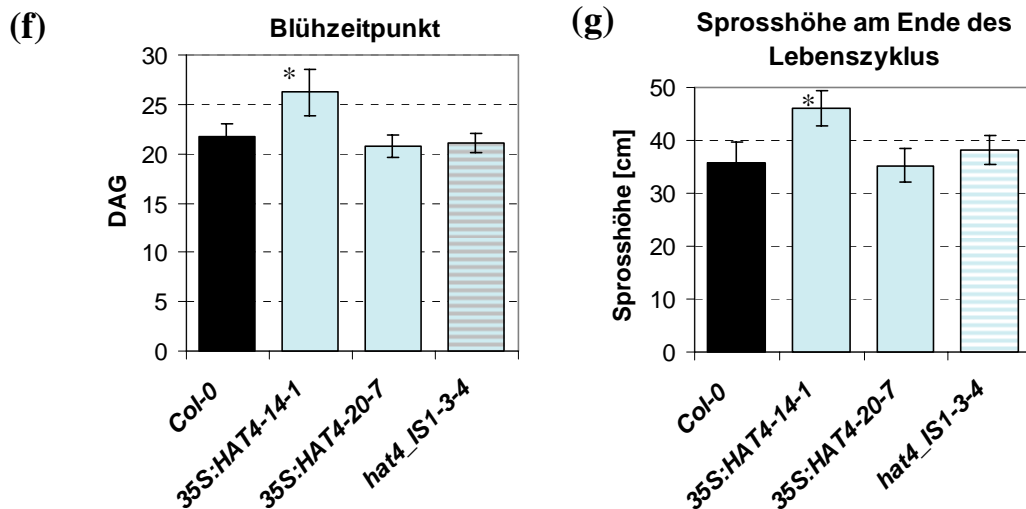 (f)
Blühzeitpunkt
30
25
20
15
10
5
0
DAG
*
Col-0
35S:HAT4-14-1
35S:HAT4-20-7
hat4_IS1-3-4
(g)
Sprosshöhe am Ende des
Lebenszyklus
50
40
30
20
10
0
Sprosshöhe [cm]
*
Col-0
35S:HAT4-14-1
35S:HAT4-20-7
hat4_IS1-3-4